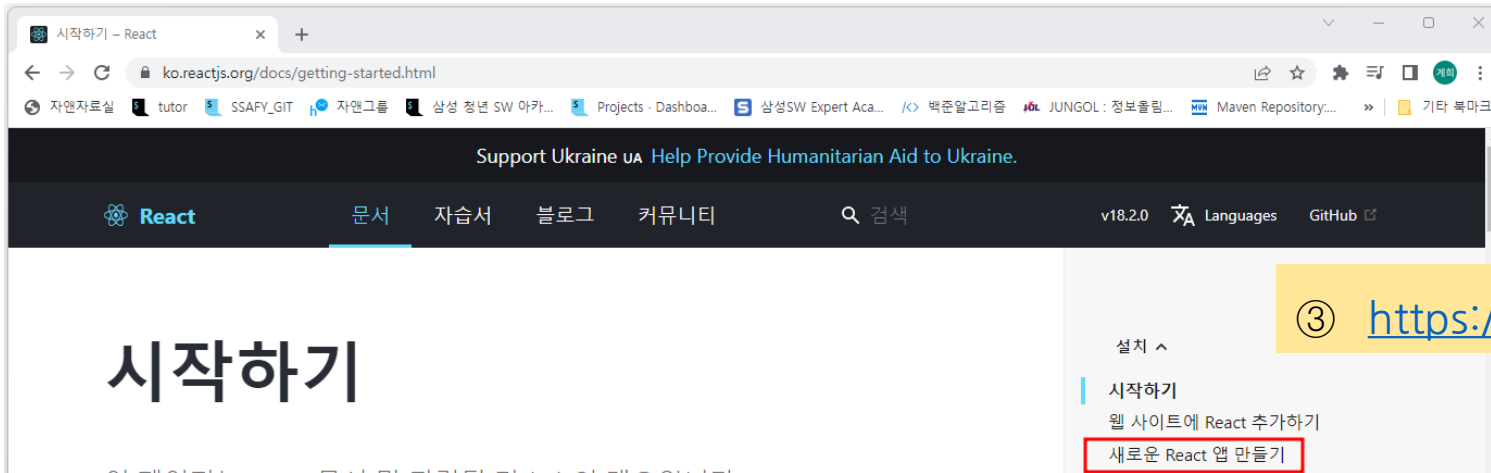 시작하기 – React
ko.reactjs.org/docs/getting-started.html
계희
자앤자료실 tutor SSAFY_GIT 자앤그룹 삼성 청년 SW 아카... Projects · Dashboa... 삼성SW Expert Aca... 백준알고리즘 JUNGOL : 정보올림... Maven Repository:... » 기타 북마크
Support Ukraine UA Help Provide Humanitarian Aid to Ukraine.
React 문서 자습서 블로그 커뮤니티 검색 v18.2.0 Languages GitHub
③ https:/
시작하기
설치
시작하기
웹 사이트에 React 추가하기
새로운 React 앱 만들기